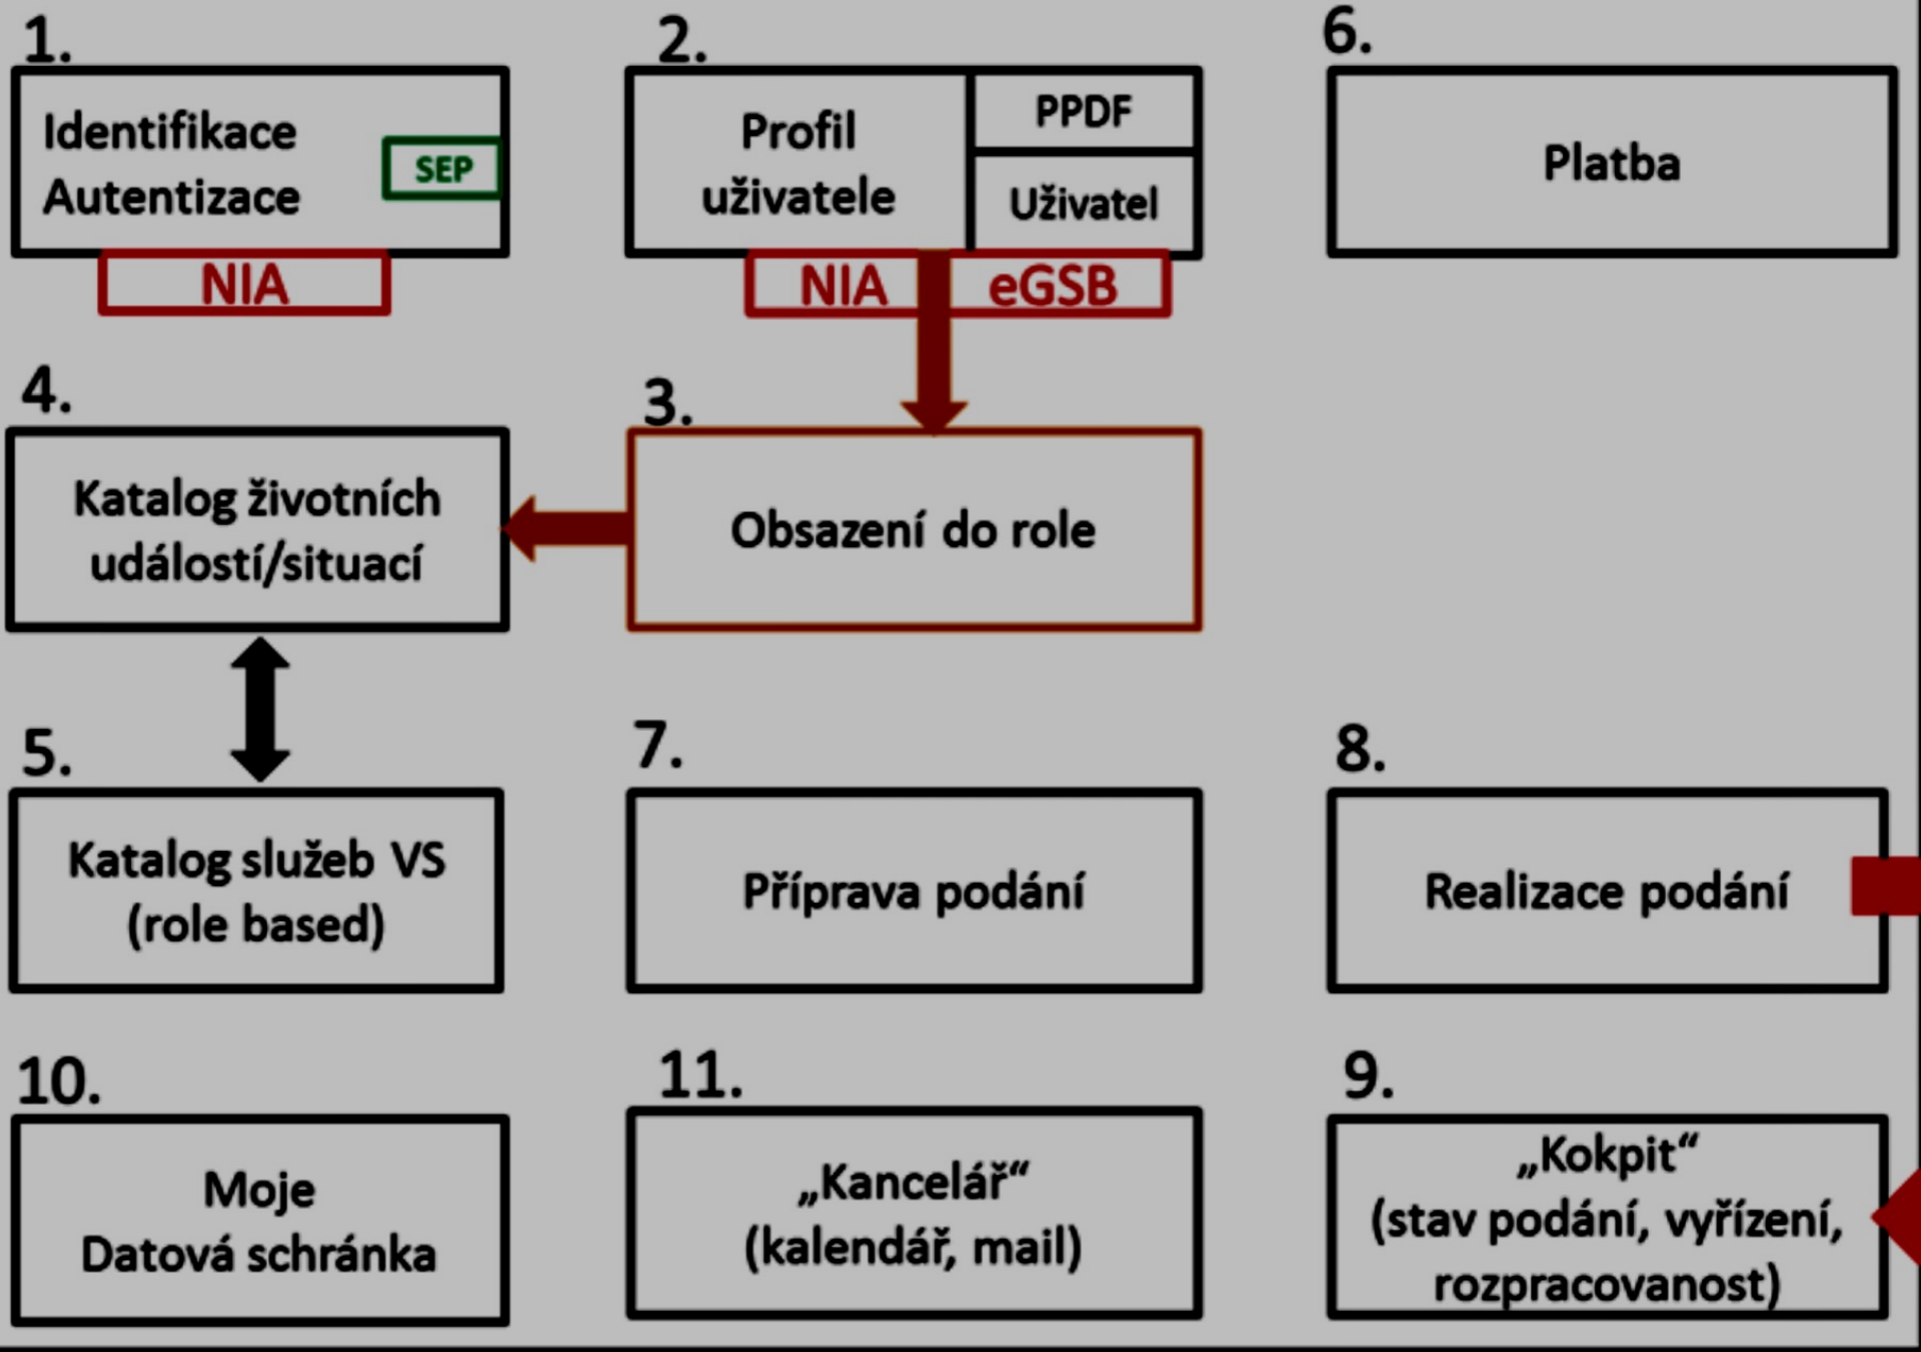 1.
Identifikace
Autentizace
SEP
NIA
2.
Profil
uživatele
PPDF
Uživatel
NIA
eGSB
6.
Platba
4.
Katalog životních
událostí/situací
3.
Obsazení do role
5.
Katalog služeb VS
(role based)
7.
Příprava podání
8.
Realizace podání
10.
Moje
Datová schránka
11.
„Kancelář“
(kalendář, mail)
9.
„Kokpit“
(stav podání, vyřízení,
rozpracovanost)